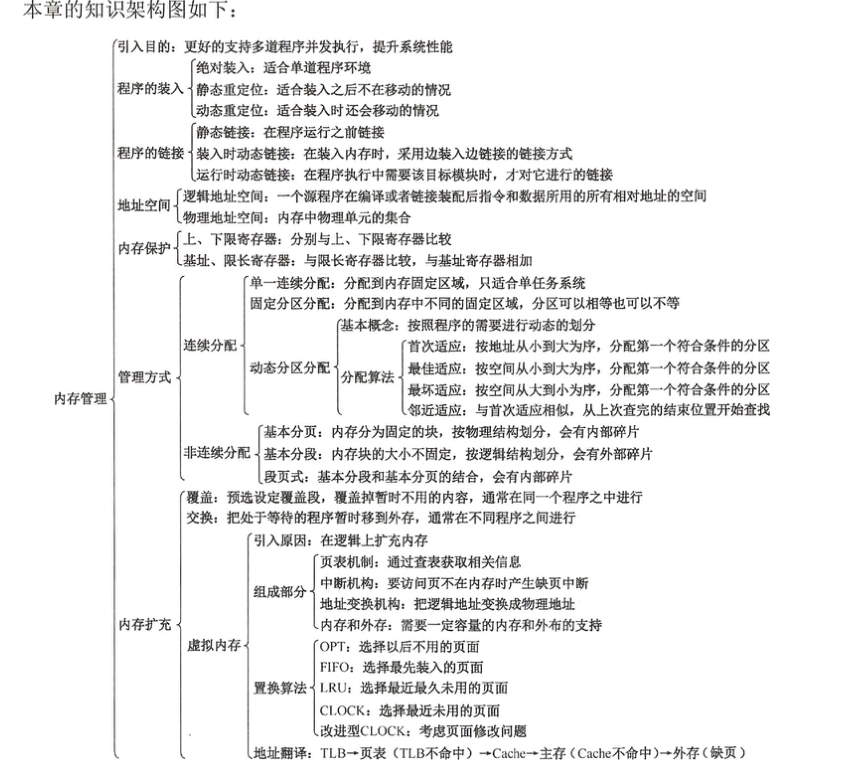 本章的知识架构图如下：
引入目的：更好的支持多道程序并发执行，提升系统性能
绝对装入：适合单道程序环境
程序的装入
静态重定位：适合装入之后不在移动的情况
动态重定位：适合装入时还会移动的情况
静态链接：在程序运行之前链接
程序的链接
装入时动态链接：在装入内存时，采用边装入边链接的链接方式
运行时动态链接：在程序执行中需要该目标模块时，才对它进行的链接
地址空间
逻辑地址空间：一个源程序在编译或者链接装配后指令和数据所用的所有相对地址的空间
物理地址空间：内存中物理单元的集合
内存保护
上、下限寄存器：分别与上、下限寄存器比较
基址、限长寄存器：与限长寄存器比较，与基址寄存器相加
单一连续分配：分配到内存固定区域，只适合单任务系统
固定分区分配：分配到内存中不同的固定区域，分区可以相等也可以不等
基本概念：按照程序的需要进行动态的划分
连续分配
首次适应：按地址从小到大为序，分配第一个符合条件的分区
动态分区分配
最佳适应：按空间从小到大为序，分配第一个符合条件的分区
管理方式
分配算法
最坏适应：按空间从大到小为序，分配第一个符合条件的分区
内存管理
邻近适应：与首次适应相似，从上次查完的结束位置开始查找
基本分页：内存分为固定的块，按物理结构划分，会有内部碎片
非连续分配
基本分段：内存块的大小不固定，按逻辑结构划分，会有外部碎片
段页式：基本分段和基本分页的结合，会有内部碎片
覆盖：预选设定覆盖段，覆盖掉暂时不用的内容，通常在同一个程序之中进行
交换：把处于等待的程序暂时移到外存，通常在不同程序之间进行
引入原因：在逻辑上扩充内存
页表机制：通过查表获取相关信息
组成部分
中断机构：要访问页不在内存时产生缺页中断
地址变换机构：把逻辑地址变换成物理地址
内存扩充
内存和外存：需要一定容量的内存和外布的支持
虚拟内存
OPT：选择以后不用的页面
FIFO：选择最先装入的页面
置换算法
LRU：选择最近最久未用的页面
CLOCK：选择最近未用的页面
改进型CLOCK：考虑页面修改问题
地址翻译：TLB→页表（TLB不命中）→Cache→主存（Cache不命中）→外存（缺页）